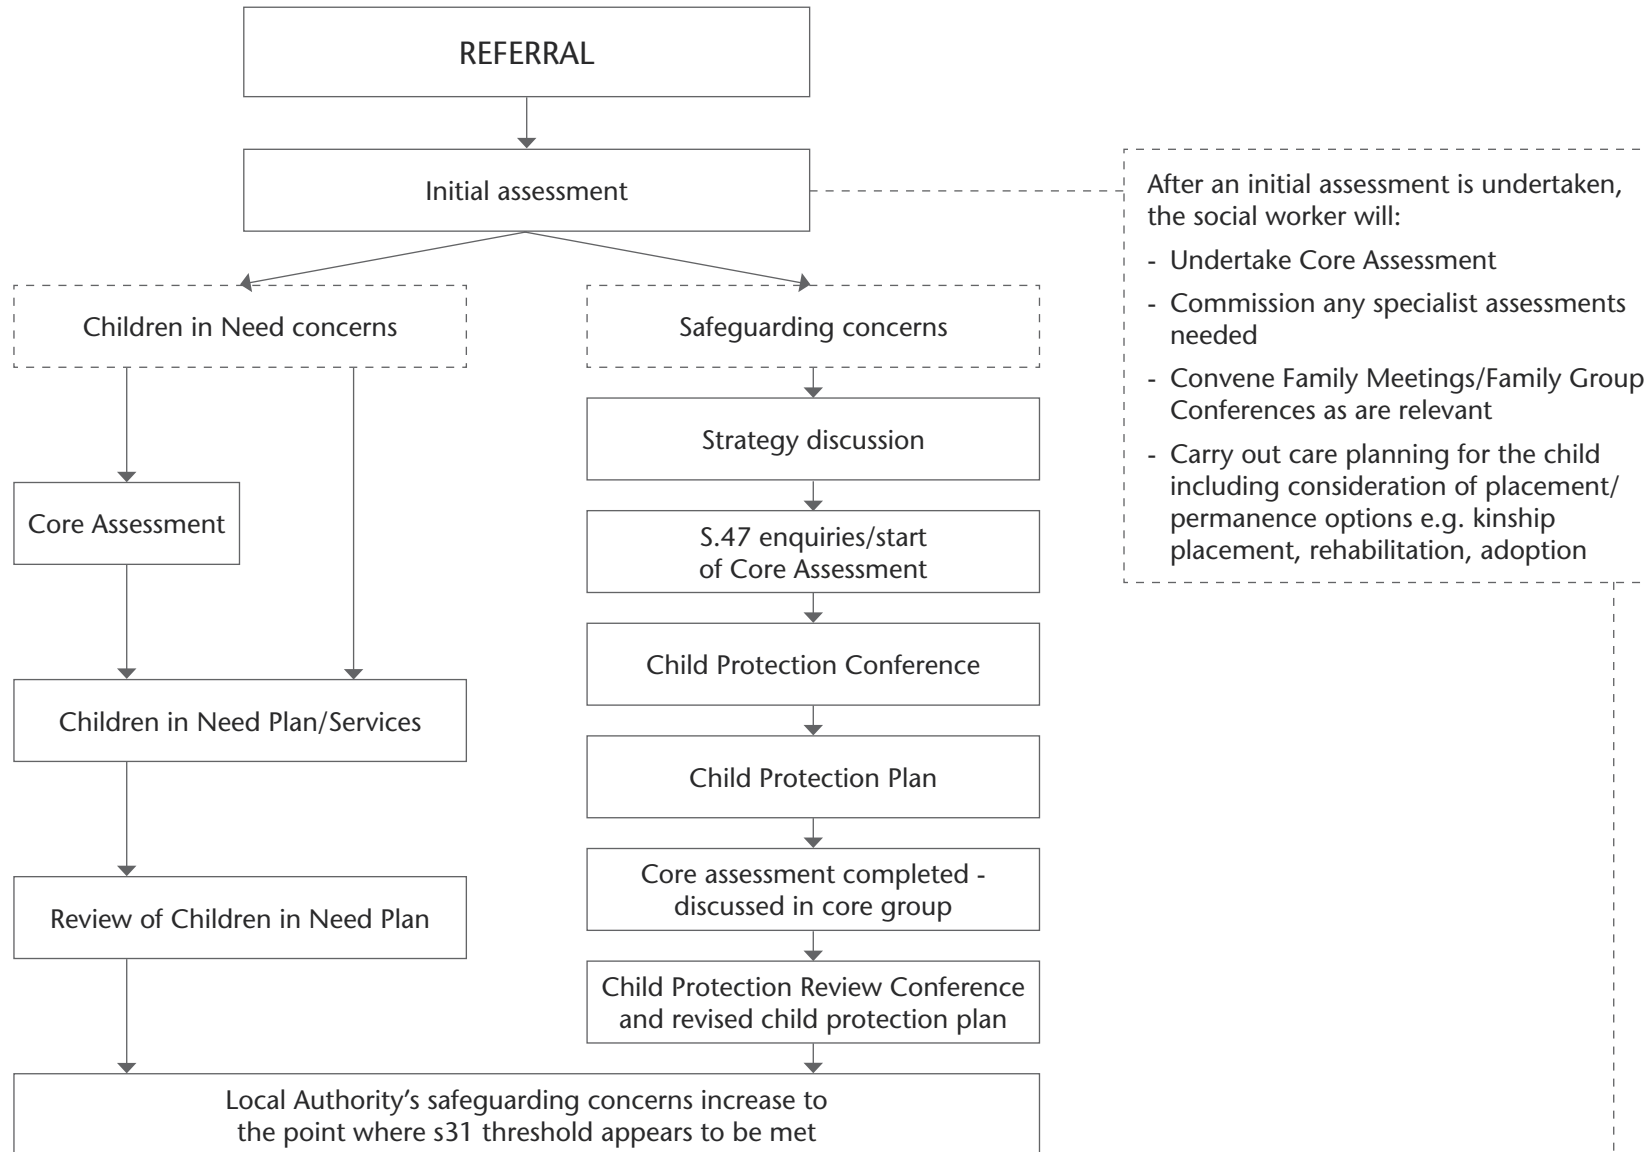 REFERRAL
Initial assessment
After an initial assessment is undertaken,
the social worker will:
- Undertake Core Assessment
- Commission any specialist assessments
needed
- Convene Family Meetings/Family Group
Conferences as are relevant
- Carry out care planning for the child
including consideration of placement/
permanence options e.g. kinship
placement, rehabilitation, adoption
Children in Need concerns
Core Assessment
Children in Need Plan/Services
Review of Children in Need Plan
Safeguarding concerns
Strategy discussion
S.47 enquiries/start
of Core Assessment
Child Protection Conference
Child Protection Plan
Core assessment completed -
discussed in core group
Child Protection Review Conference
and revised child protection plan
Local Authority’s safeguarding concerns increase to
the point where s31 threshold appears to be met